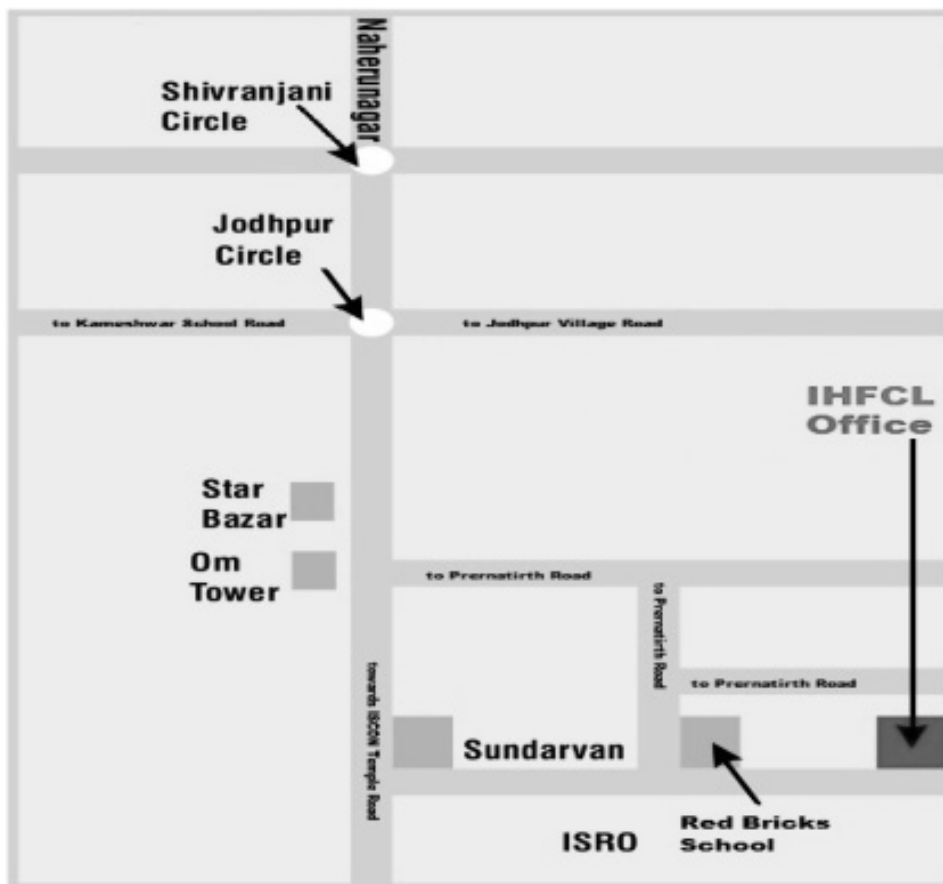 Naherunagar
Shivranjani
Circle
Jodhpur
Circle
to Kameshwar School Road
to Jodhpur Village Road
IHFCL
Office
Star
Bazar
Om
Tower
to Prernatirth Road
to Prernatirth Road
to Prernatirth Road
towards ISCON Temple Road
Sundarvan
ISRO
Red Bricks
School